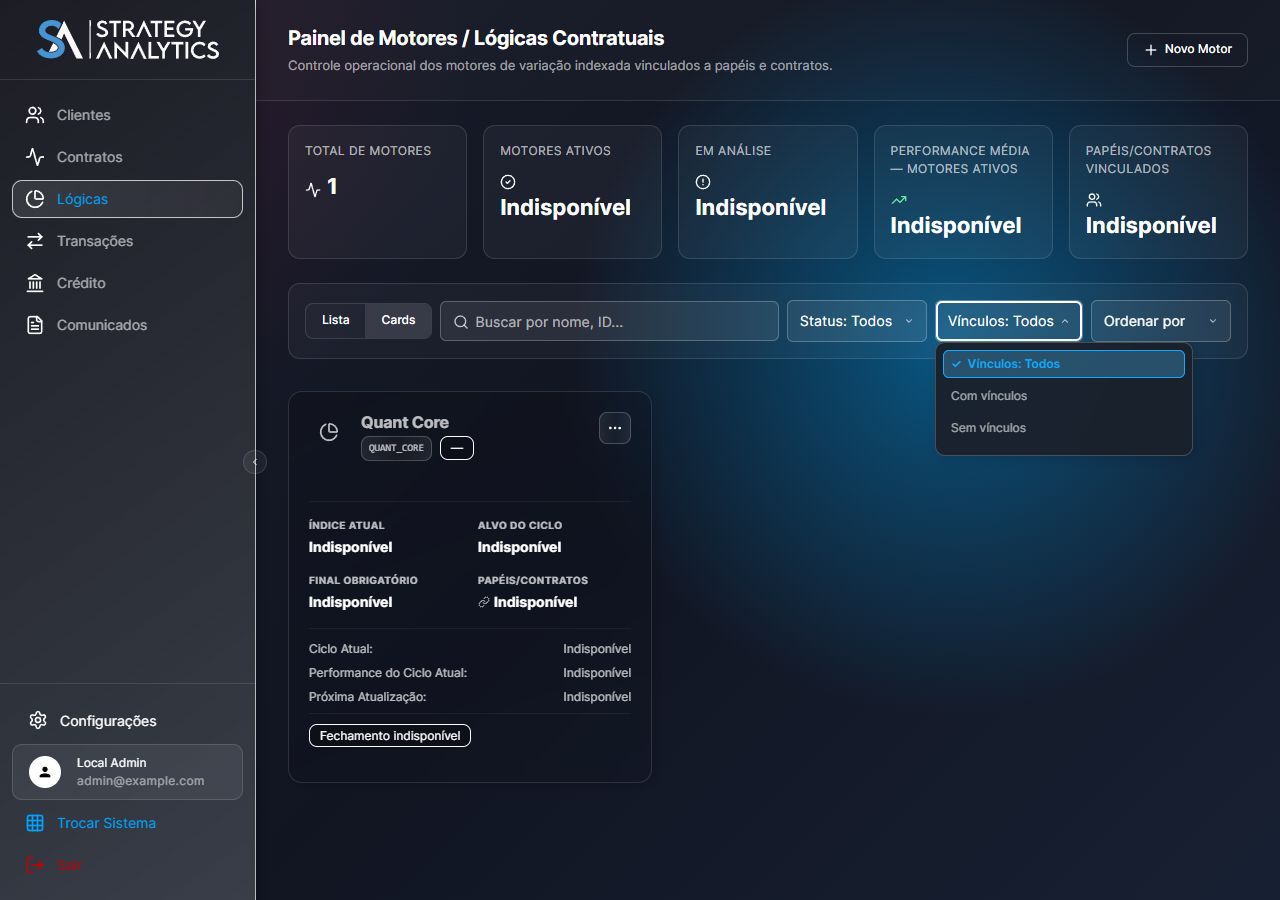 STRATEGY
ANALYTICS
Clientes
Contratos
Lógicas
Transações
Crédito
Comunicados
Configurações
Local Admin
admin@example.com
Trocar Sistema
Sair
Painel de Motores / Lógicas Contratuais
Controle operacional dos motores de variação indexada vinculados a papéis e contratos.
Novo Motor
TOTAL DE MOTORES
1
MOTORES ATIVOS
Indisponível
EM ANÁLISE
Indisponível
PERFORMANCE MÉDIA
— MOTORES ATIVOS
Indisponível
PAPÉIS/CONTRATOS
VINCULADOS
Indisponível
Lista
Cards
Buscar por nome, ID...
Status: Todos
Vínculos: Todos
Ordenar por
Vínculos: Todos
Com vínculos
Sem vínculos
Quant Core
QUANT_CORE
—
ÍNDICE ATUAL
Indisponível
ALVO DO CICLO
Indisponível
FINAL OBRIGATÓRIO
Indisponível
PAPÉIS/CONTRATOS
Indisponível
Ciclo Atual:
Indisponível
Performance do Ciclo Atual:
Indisponível
Próxima Atualização:
Indisponível
Fechamento indisponível